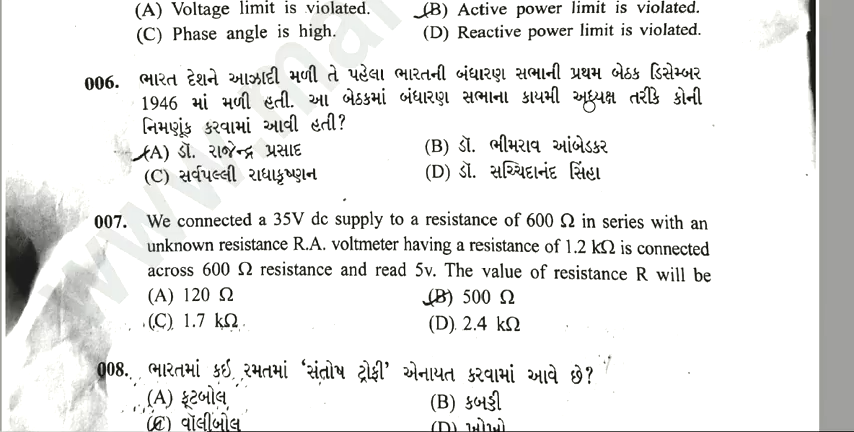 (A) Voltage limit is violated. (B) Active power limit is violated.
(C) Phase angle is high. (D) Reactive power limit is violated.
006. ભારત દેશને આઝાદી મળી તે પહેલા ભારતની બંધારણ સભાની પ્રથમ બેઠક ડિસેમ્બર
1946 માં મળી હતી. આ બેઠકમાં બંધારણ સભાના કાયમી અધ્યક્ષ તરીકે કોની
નિમણૂંક કરવામાં આવી હતી?
(A) ડૉ. રાજેન્દ્ર પ્રસાદ (B) ડૉ. ભીમરાવ આંબેડકર
(C) સર્વપલ્લી રાધાકૃષ્ણન (D) ડૉ. સચ્ચિદાનંદ સિંહા
007. We connected a 35V dc supply to a resistance of 600 Ω in series with an
unknown resistance R.A. voltmeter having a resistance of 1.2 kΩ is connected
across 600 Ω resistance and read 5v. The value of resistance R will be
(A) 120 Ω (B) 500 Ω
(C) 1.7 kΩ (D) 2.4 kΩ
008. ભારતમાં કઈ રમતમાં ‘સંતોષ ટ્રોફી’ એનાયત કરવામાં આવે છે?
(A) ફૂટબોલ (B) કબડ્ડી
(C) વૉલીબોલ (D) ખોખો